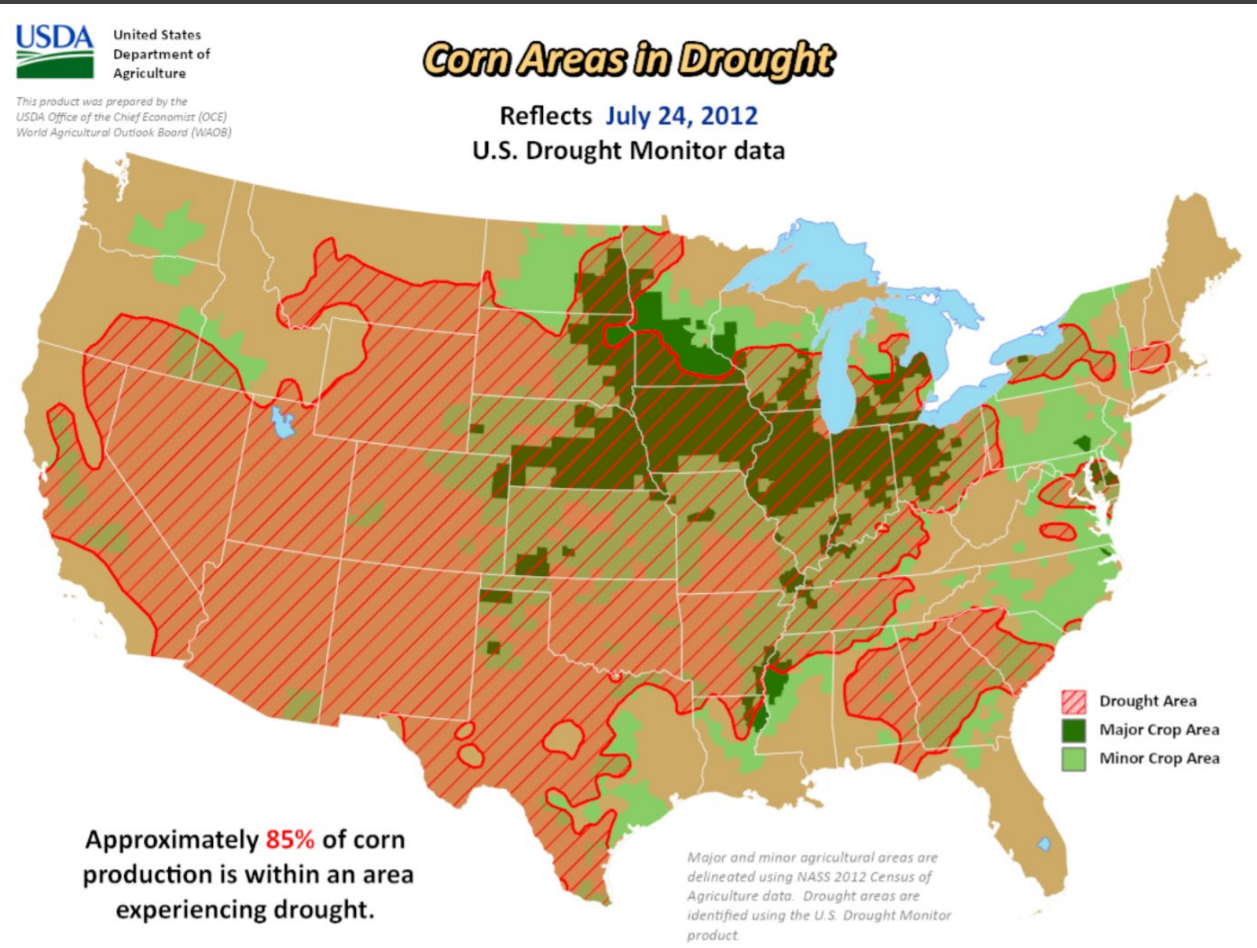 USDA
United States
Department of
Agriculture
This product was prepared by the
USDA Office of the Chief Economist (OCE)
World Agricultural Outlook Board (WAOB)
Corn Areas in Drought
Reflects July 24, 2012
U.S. Drought Monitor data
Drought Area
Major Crop Area
Minor Crop Area
Approximately 85% of corn
production is within an area
experiencing drought.
Major and minor agricultural areas are
delineated using NASS 2012 Census of
Agriculture data. Drought areas are
identified using the U.S. Drought Monitor
product.